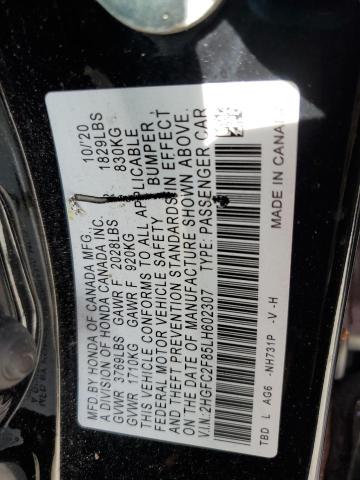 MFD.BY HONDA OF CANADA MFG. 10/'20
A DIVISION OF HONDA CANADA INC.
GVWR 3769LBS GAWR F 2028LBS R 1829LBS
GVWR 1710KG GAWR F 920KG R 830KG
THIS VEHICLE CONFORMS TO ALL APPLICABLE
FEDERAL MOTOR VEHICLE SAFETY, BUMPER,
AND THEFT PREVENTION STANDARDS IN EFFECT
ON THE DATE OF MANUFACTURE SHOWN ABOVE.
V.I.N.:2HGFC2F85LH602307 TYPE: PASSENGER CAR
TBD L AG6 -NH731P -V -H
MADE IN CANADA